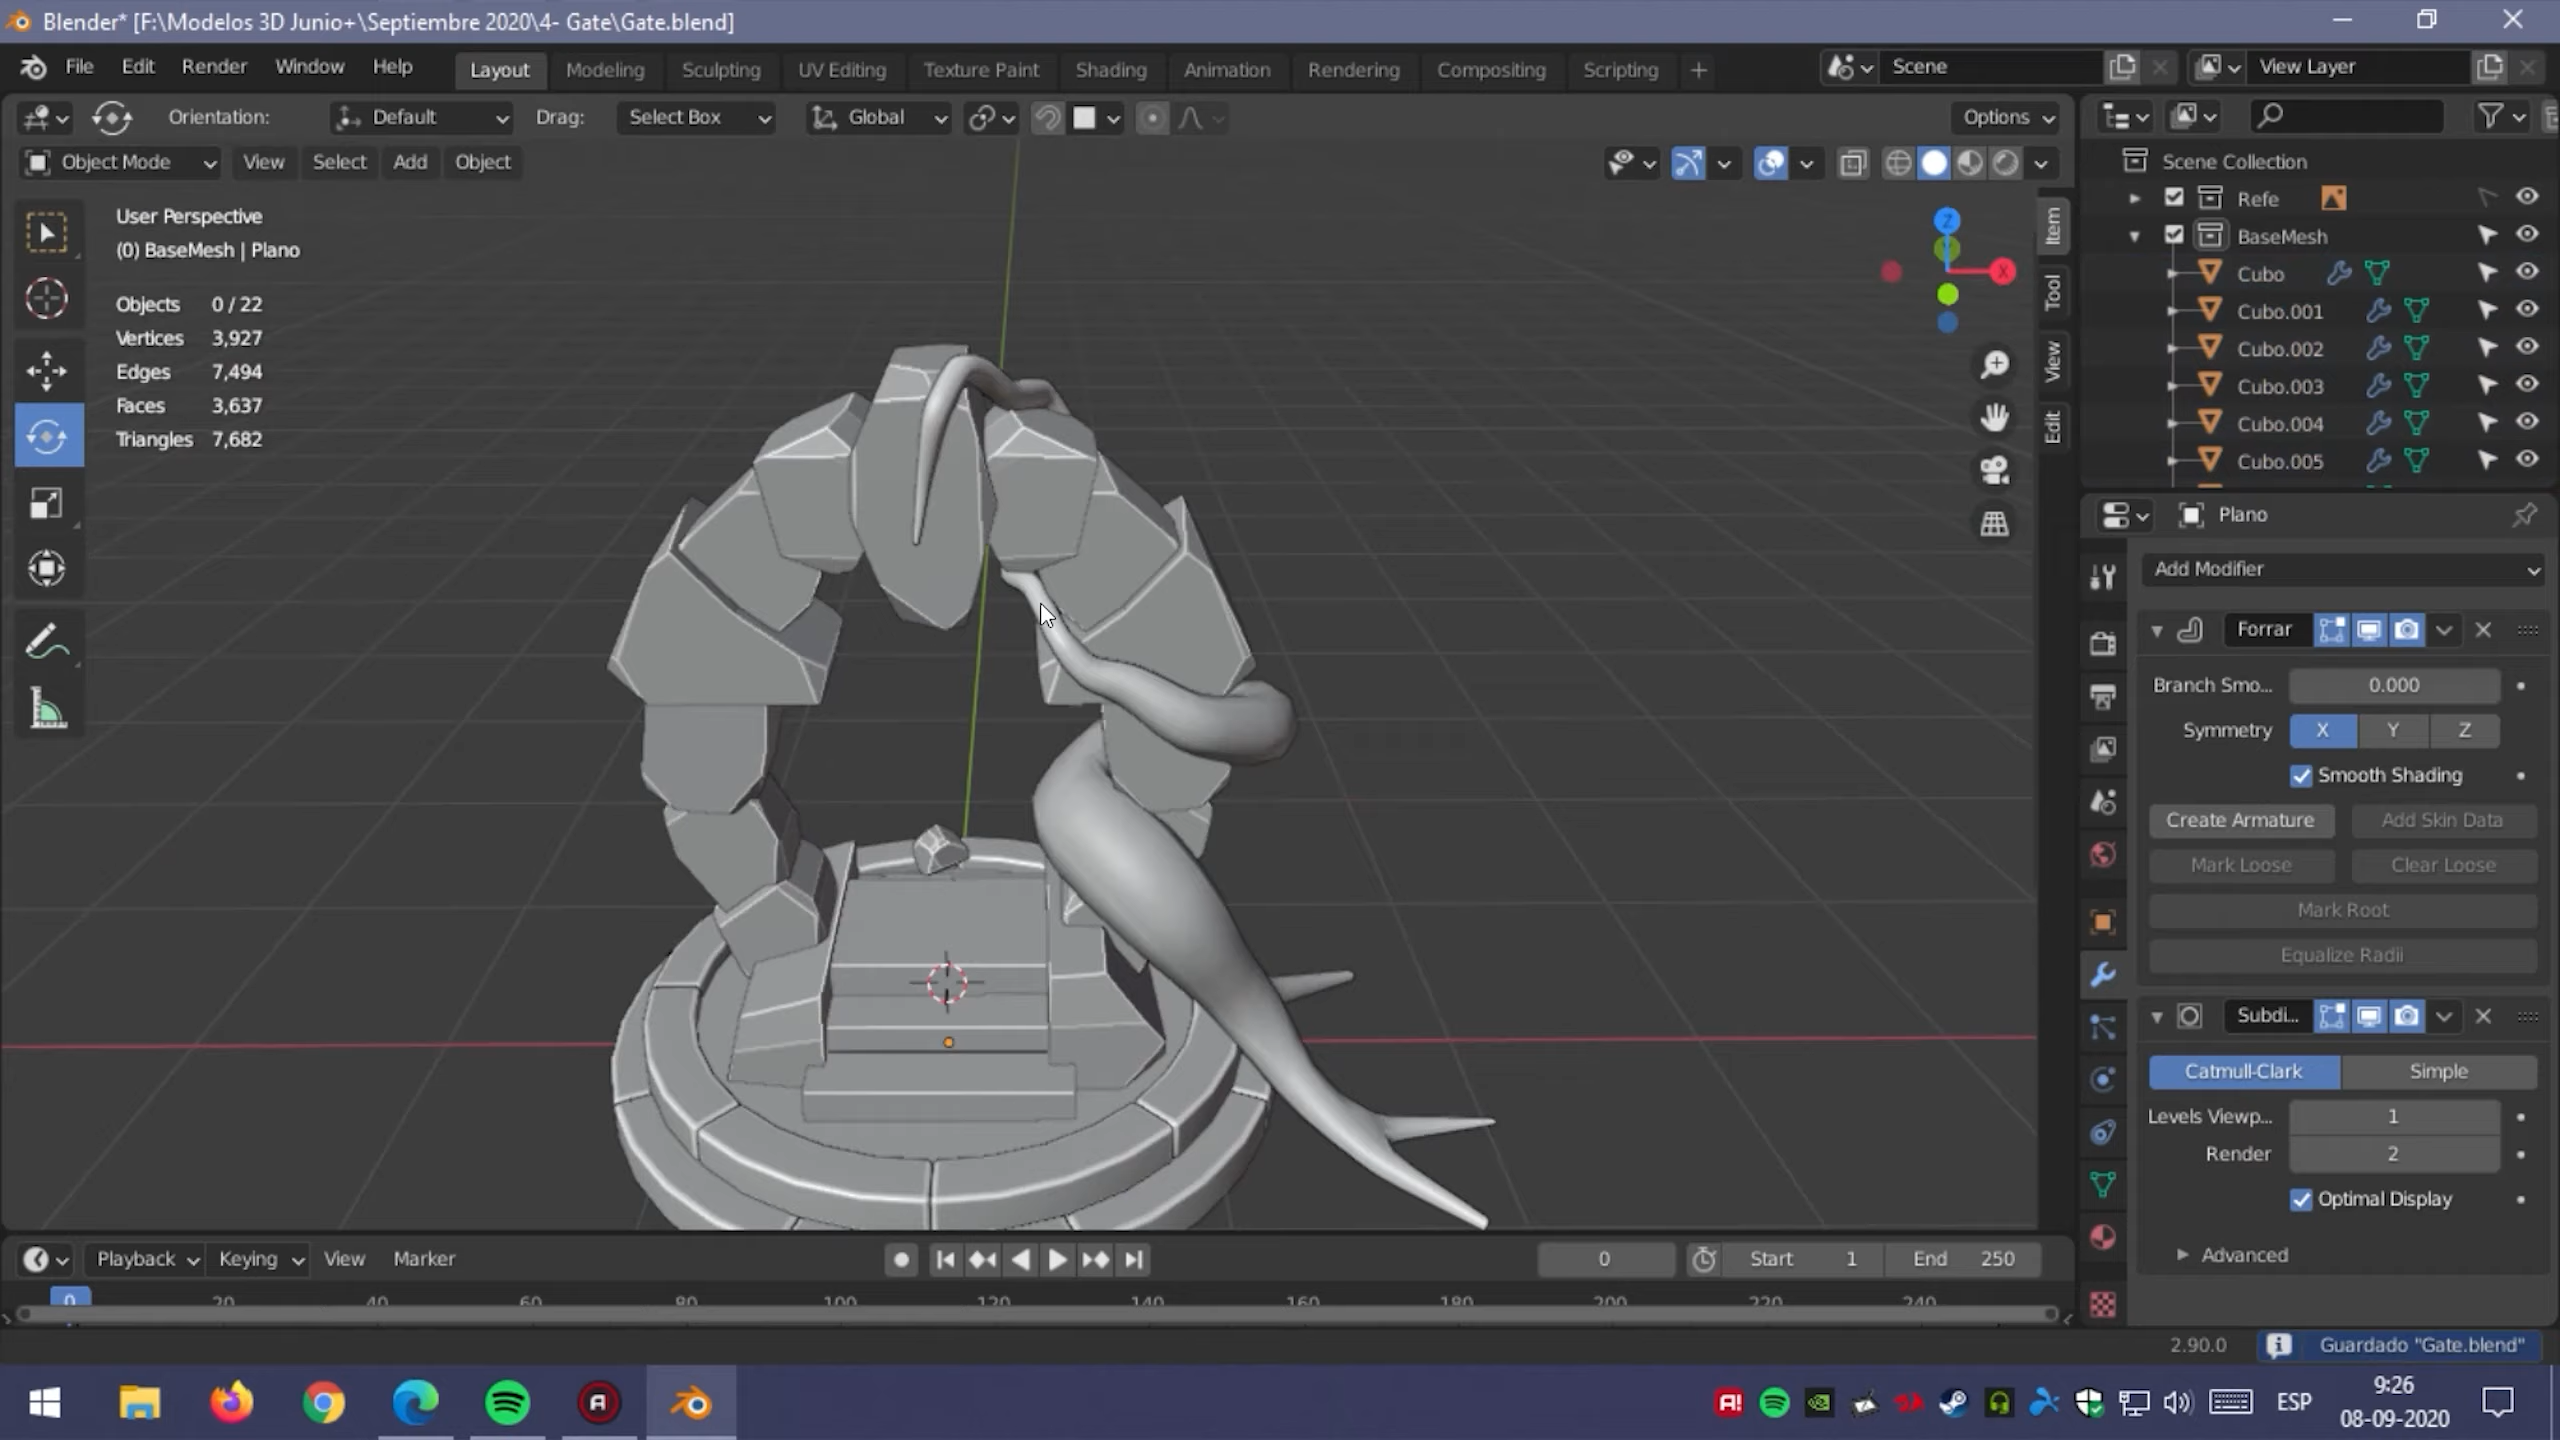 Blender* [F:\Modelos 3D Junio+\Septiembre 2020\4- Gate\Gate.blend]
File Edit Render Window Help Layout Modeling Sculpting UV Editing Texture Paint Shading Animation Rendering Compositing Scripting + Scene View Layer
Orientation: Default Drag: Select Box Global Options
Object Mode View Select Add Object
Scene Collection
Refe
BaseMesh
Cubo
Cubo.001
Cubo.002
Cubo.003
Cubo.004
Cubo.005
User Perspective
(0) BaseMesh | Plano
Objects 0 / 22
Vertices 3,927
Edges 7,494
Faces 3,637
Triangles 7,682
Z
X
Item
Tool
View
Edit
Plano
Add Modifier
Forrar
Branch Smo... 0.000
Symmetry X Y Z
Smooth Shading
Create Armature Add Skin Data
Mark Loose Clear Loose
Mark Root
Equalize Radii
Subdi...
Catmull-Clark Simple
Levels Viewp... 1
Render 2
Optimal Display
Advanced
Playback Keying View Marker 0 Start 1 End 250
0 20 40 60 80 100 120 140 160 180 200 220 240
2.90.0 Guardado "Gate.blend"
ESP
9:26
08-09-2020